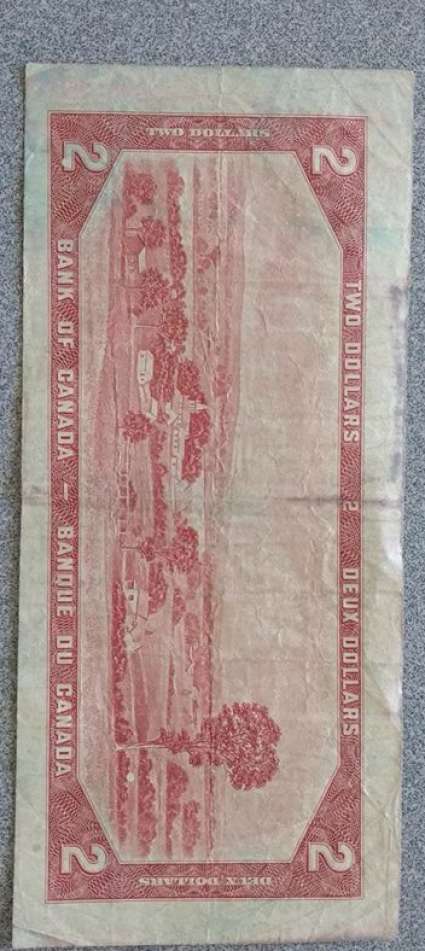 2
TWO DOLLARS 2 DEUX DOLLARS
2
TWO DOLLARS
DEUX DOLLARS
2
BANK OF CANADA — BANQUE DU CANADA
2